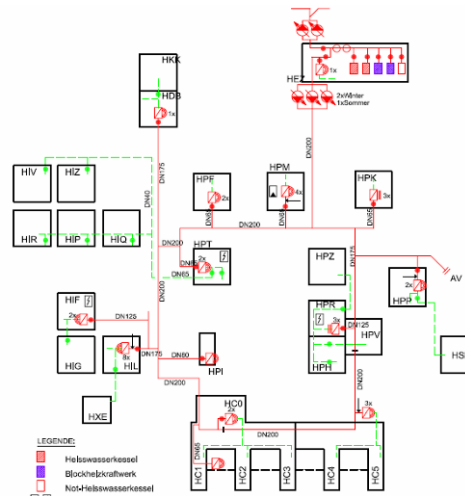 HKK
HDB
1x
HEZ
1x
2xWinter
1xSommer
DN200
DN175
HIV
HIZ
DN40
HPF
2x
DN65
HPM
4x
DN65
HPK
3x
DN65
HIR
HIP
HIQ
DN200
DN200
HPT
2x
DN65
DN65
HPZ
DN175
AV
HPP
2x
HIF
2x
DN125
DN200
HPR
3x
DN125
HPV
HPH
HIG
HIL
8x
DN175
DN80
HPI
DN200
DN200
HXE
HC0
2x
3x
DN200
DN65
HC1
HC2
HC3
HC4
HC5
LEGENDE:
Heisswasserkessel
Blockheizkraftwerk
Not-Heisswasserkessel